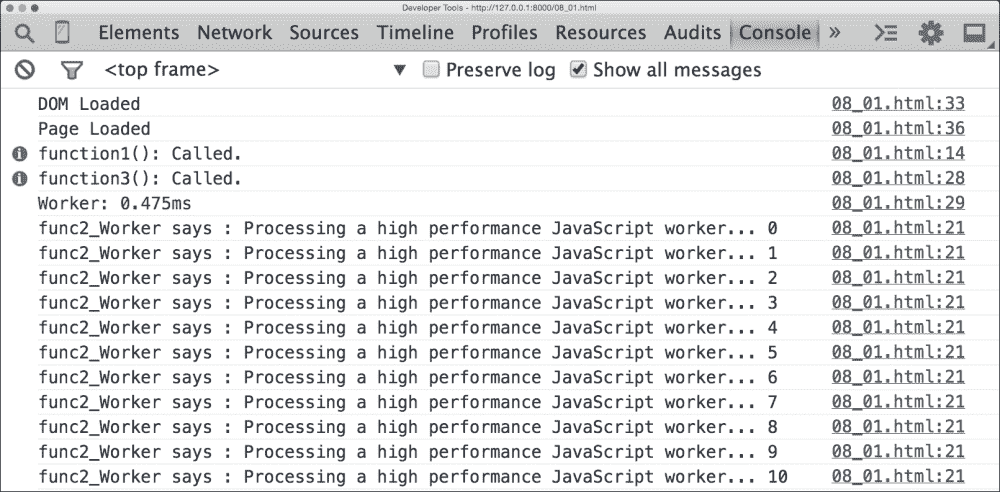 Developer Tools - http://127.0.0.1:8000/08_01.html
Elements Network Sources Timeline Profiles Resources Audits Console »
<top frame> ▼ Preserve log Show all messages
DOM Loaded 08_01.html:33
Page Loaded 08_01.html:36
function1(): Called. 08_01.html:14
function3(): Called. 08_01.html:28
Worker: 0.475ms 08_01.html:29
func2_Worker says : Processing a high performance JavaScript worker... 0 08_01.html:21
func2_Worker says : Processing a high performance JavaScript worker... 1 08_01.html:21
func2_Worker says : Processing a high performance JavaScript worker... 2 08_01.html:21
func2_Worker says : Processing a high performance JavaScript worker... 3 08_01.html:21
func2_Worker says : Processing a high performance JavaScript worker... 4 08_01.html:21
func2_Worker says : Processing a high performance JavaScript worker... 5 08_01.html:21
func2_Worker says : Processing a high performance JavaScript worker... 6 08_01.html:21
func2_Worker says : Processing a high performance JavaScript worker... 7 08_01.html:21
func2_Worker says : Processing a high performance JavaScript worker... 8 08_01.html:21
func2_Worker says : Processing a high performance JavaScript worker... 9 08_01.html:21
func2_Worker says : Processing a high performance JavaScript worker... 10 08_01.html:21